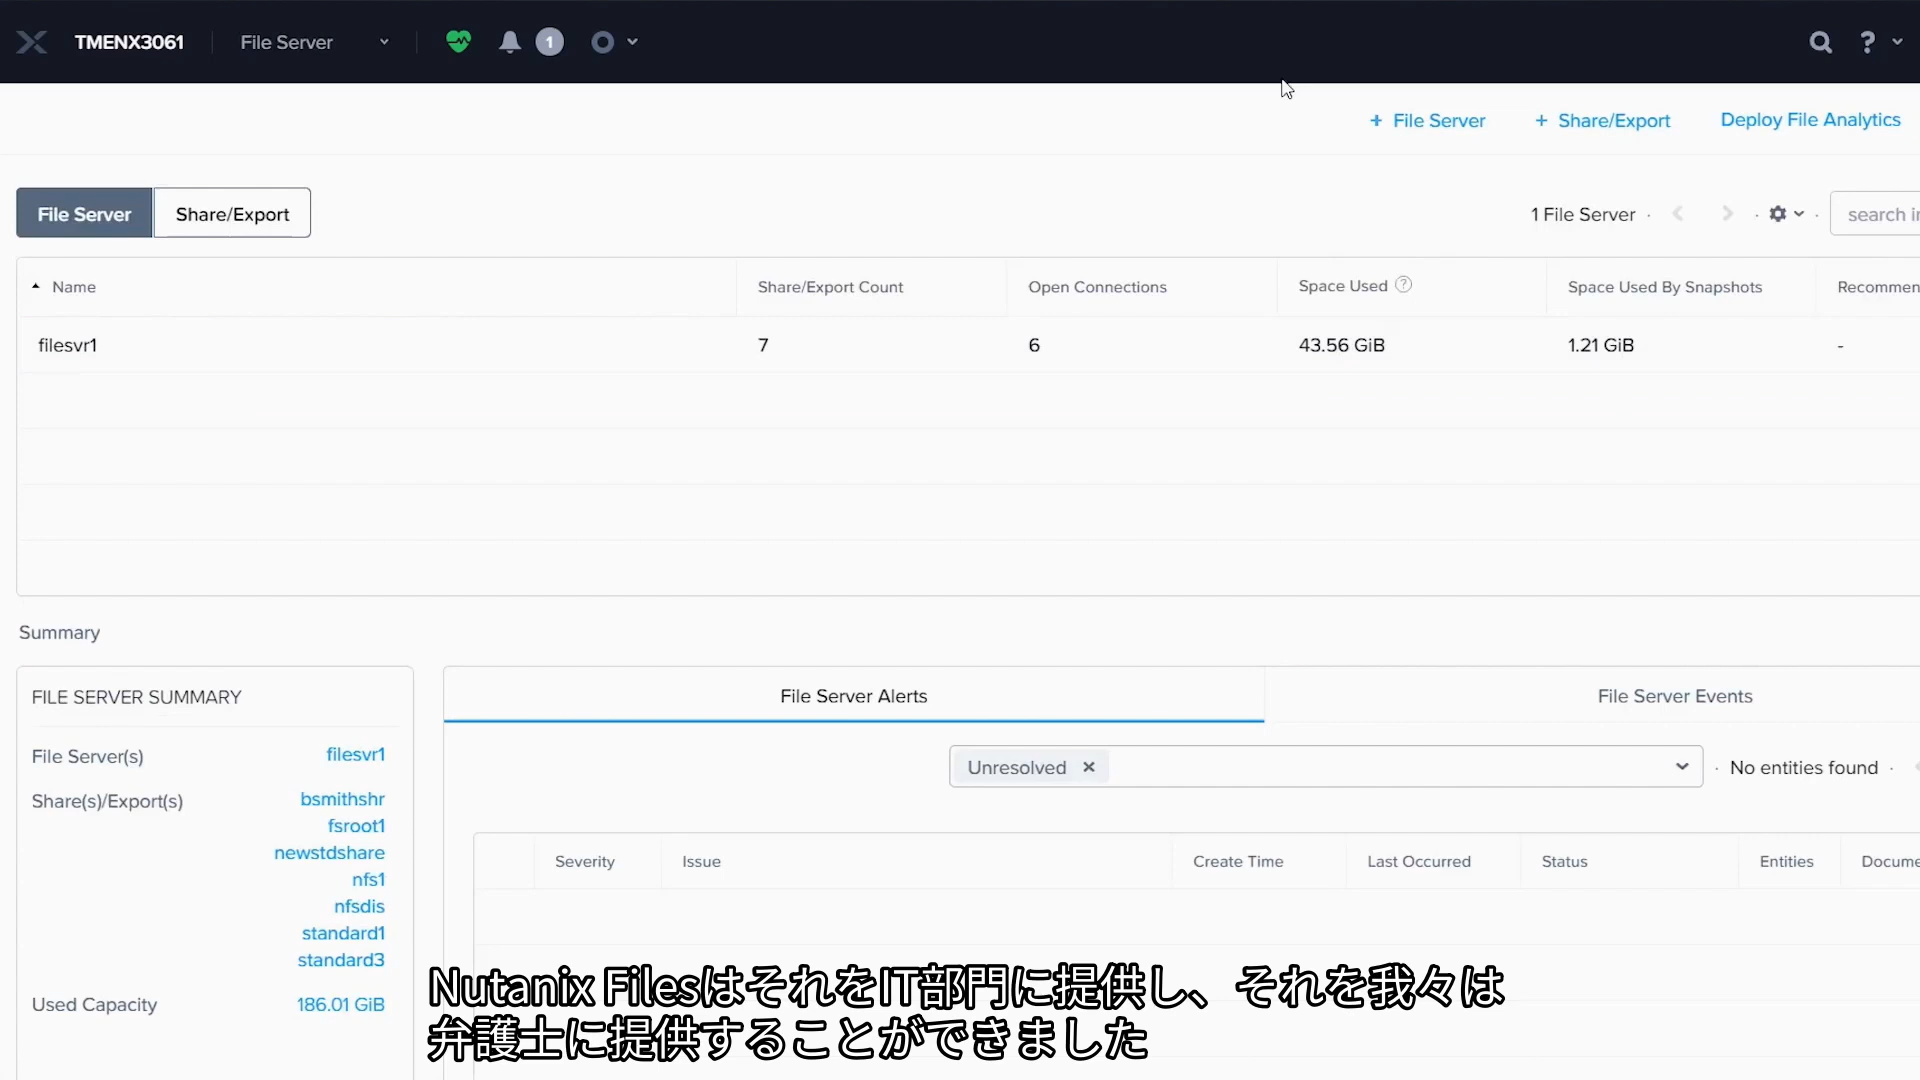 TMENX3061 File Server 1 ?
+ File Server + Share/Export Deploy File Analytics
File Server Share/Export 1 File Server · · · search in
Name Share/Export Count Open Connections Space Used ? Space Used By Snapshots Recommen
filesvr1 7 6 43.56 GiB 1.21 GiB -
Summary
FILE SERVER SUMMARY
File Server(s) filesvr1
Share(s)/Export(s) bsmithshr
fsroot1
newstdshare
nfs1
nfsdis
standard1
standard3
Used Capacity 186.01 GiB
File Server Alerts File Server Events
Unresolved × · No entities found ·
Severity Issue Create Time Last Occurred Status Entities Docume
Nutanix FilesはそれをIT部門に提供し、それを我々は
弁護士に提供することができました